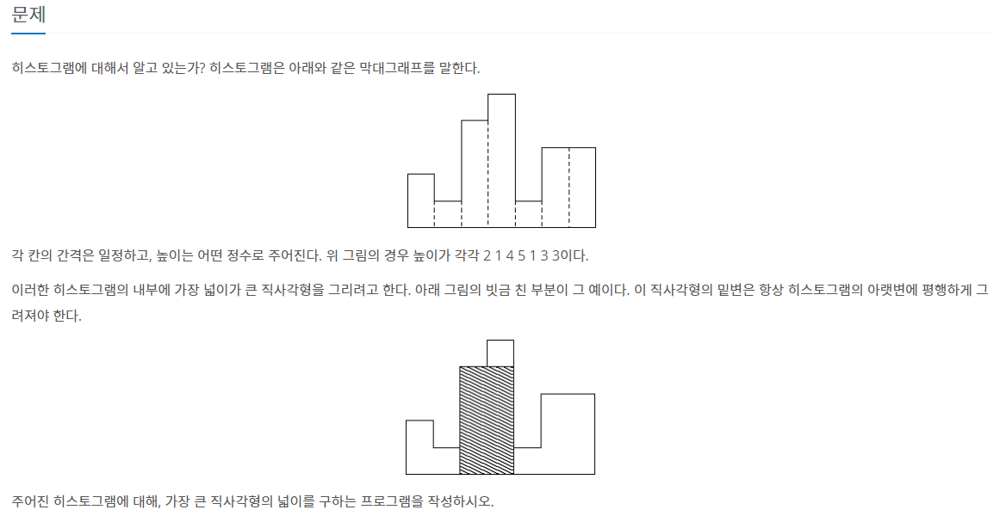 문제
히스토그램에 대해서 알고 있는가? 히스토그램은 아래와 같은 막대그래프를 말한다.
각 칸의 간격은 일정하고, 높이는 어떤 정수로 주어진다. 위 그림의 경우 높이가 각각 2 1 4 5 1 3 3이다.
이러한 히스토그램의 내부에 가장 넓이가 큰 직사각형을 그리려고 한다. 아래 그림의 빗금 친 부분이 그 예이다. 이 직사각형의 밑변은 항상 히스토그램의 아랫변에 평행하게 그
려져야 한다.
주어진 히스토그램에 대해, 가장 큰 직사각형의 넓이를 구하는 프로그램을 작성하시오.